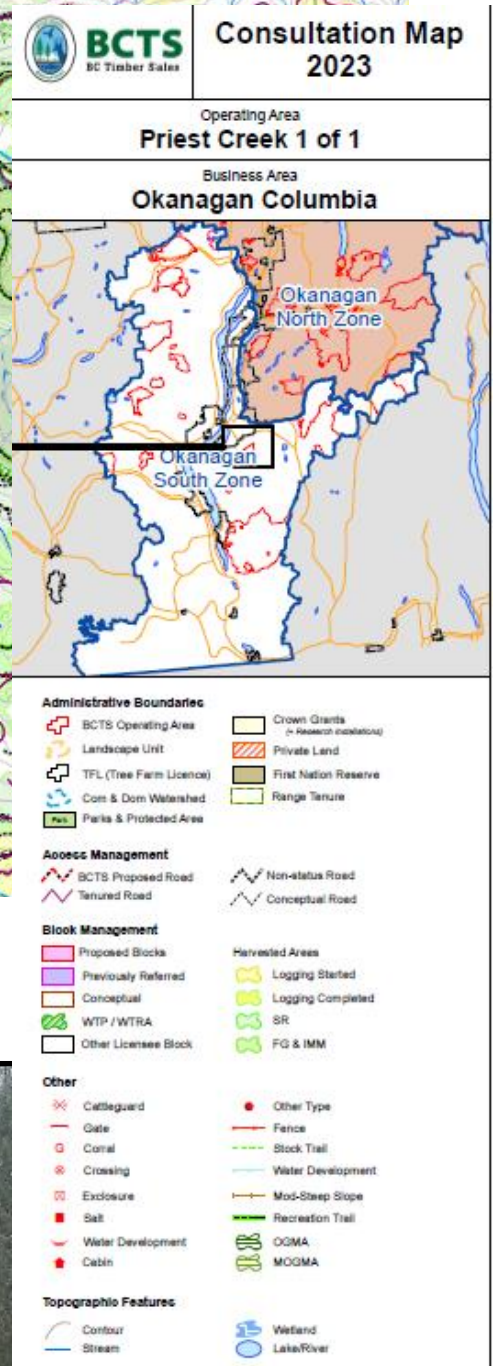 BCTS
BC Timber Sales
Consultation Map
2023
Operating Area
Priest Creek 1 of 1
Business Area
Okanagan Columbia
Okanagan
North Zone
Okanagan
South Zone
Administrative Boundaries
BCTS Operating Area
Landscape Unit
TFL (Tree Farm Licence)
Com & Dom Watershed
Park
Parks & Protected Area
Crown Grants
(+ Research Installations)
Private Land
First Nation Reserve
Range Tenure
Access Management
BCTS Proposed Road
Tenured Road
Non-status Road
Conceptual Road
Block Management
Proposed Blocks
Previously Referred
Conceptual
WTP / WTRA
Other Licensee Block
Harvested Areas
Logging Started
Logging Completed
SR
FG & IMM
Other
Cattleguard
Gate
Corral
Crossing
Exclosure
Salt
Water Development
Cabin
Other Type
Fence
Stock Trail
Water Development
Mod-Steep Slope
Recreation Trail
OGMA
MOGMA
Topographic Features
Contour
Stream
Wetland
Lake/River